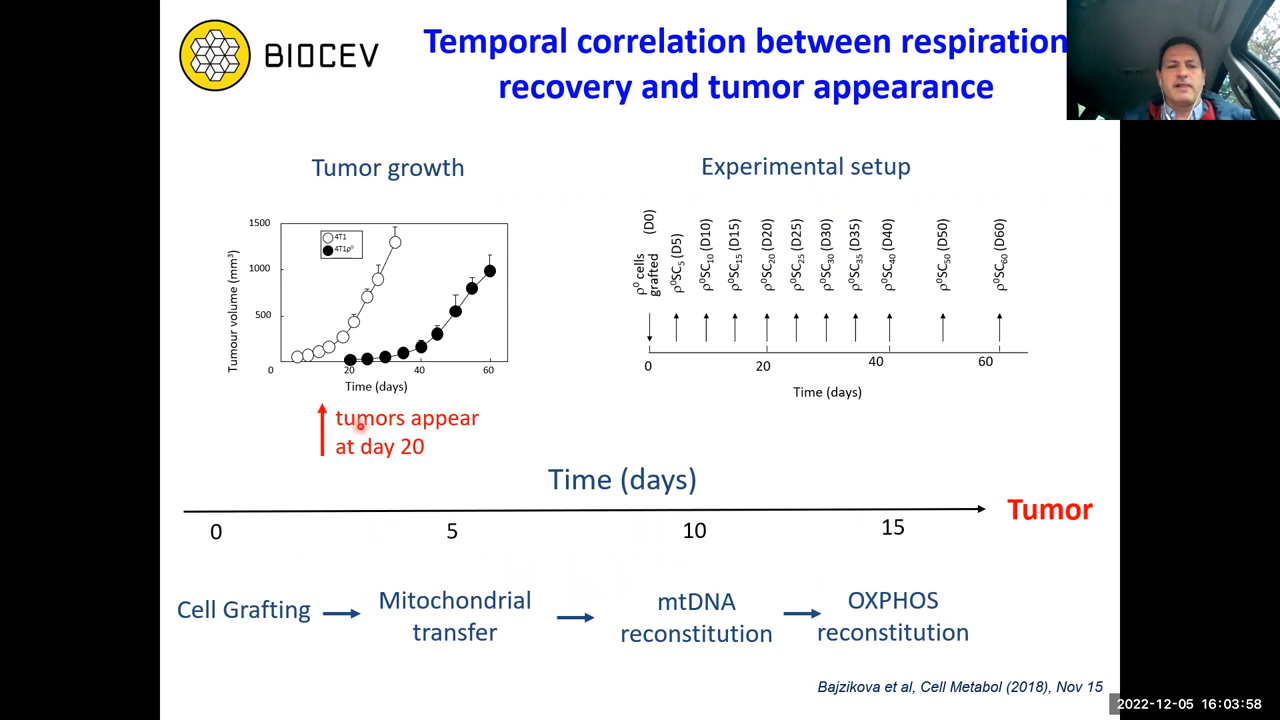 BIOCEV
Temporal correlation between respiration
recovery and tumor appearance
Tumor growth
Tumour volume (mm³)
1500
1000
500
0
20
40
60
4T1
4T1ρ⁰
Time (days)
tumors appear
at day 20
Experimental setup
ρ⁰ cells
grafted (D0)
ρ⁰SC₅ (D5)
ρ⁰SC₁₀ (D10)
ρ⁰SC₁₅ (D15)
ρ⁰SC₂₀ (D20)
ρ⁰SC₂₅ (D25)
ρ⁰SC₃₀ (D30)
ρ⁰SC₃₅ (D35)
ρ⁰SC₄₀ (D40)
ρ⁰SC₅₀ (D50)
ρ⁰SC₆₀ (D60)
0
20
40
60
Time (days)
Time (days)
Tumor
0
5
10
15
Cell Grafting
Mitochondrial
transfer
mtDNA
reconstitution
OXPHOS
reconstitution
Bajzikova et al, Cell Metabol (2018), Nov 15
2022-12-05 16:03:58